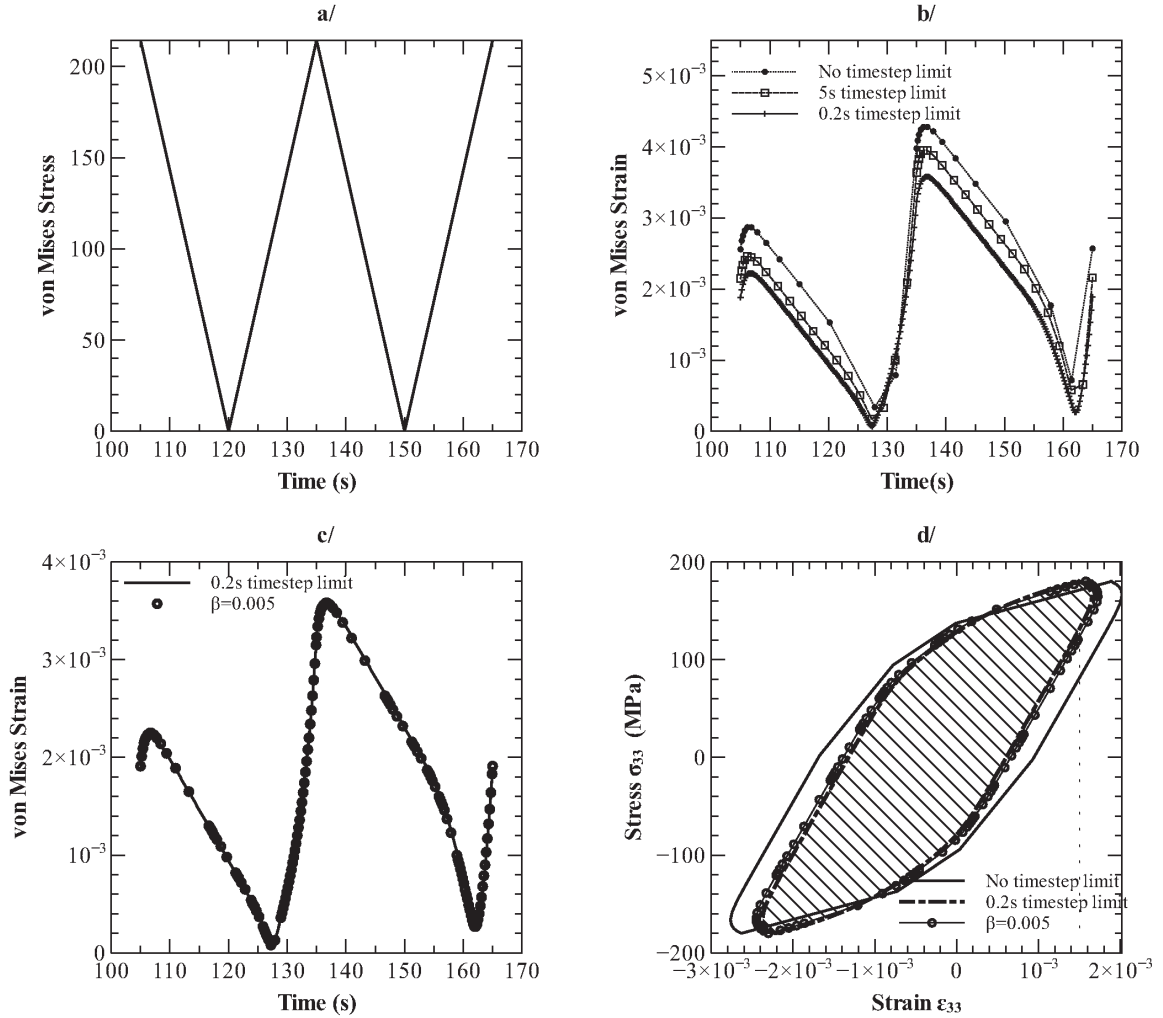 a/
von Mises Stress
200
150
100
50
0
100 110 120 130 140 150 160 170
Time (s)
b/
von Mises Strain
5×10⁻³
4×10⁻³
3×10⁻³
2×10⁻³
10⁻³
0
No timestep limit
5s timestep limit
0.2s timestep limit
100 110 120 130 140 150 160 170
Time(s)
c/
von Mises Strain
4×10⁻³
3×10⁻³
2×10⁻³
10⁻³
0
0.2s timestep limit
β=0.005
100 110 120 130 140 150 160 170
Time (s)
d/
Stress σ₃₃ (MPa)
200
100
0
−100
−200
No timestep limit
0.2s timestep limit
β=0.005
−3×10⁻³ −2×10⁻³ −1×10⁻³ 0 10⁻³ 2×10⁻³
Strain ε₃₃